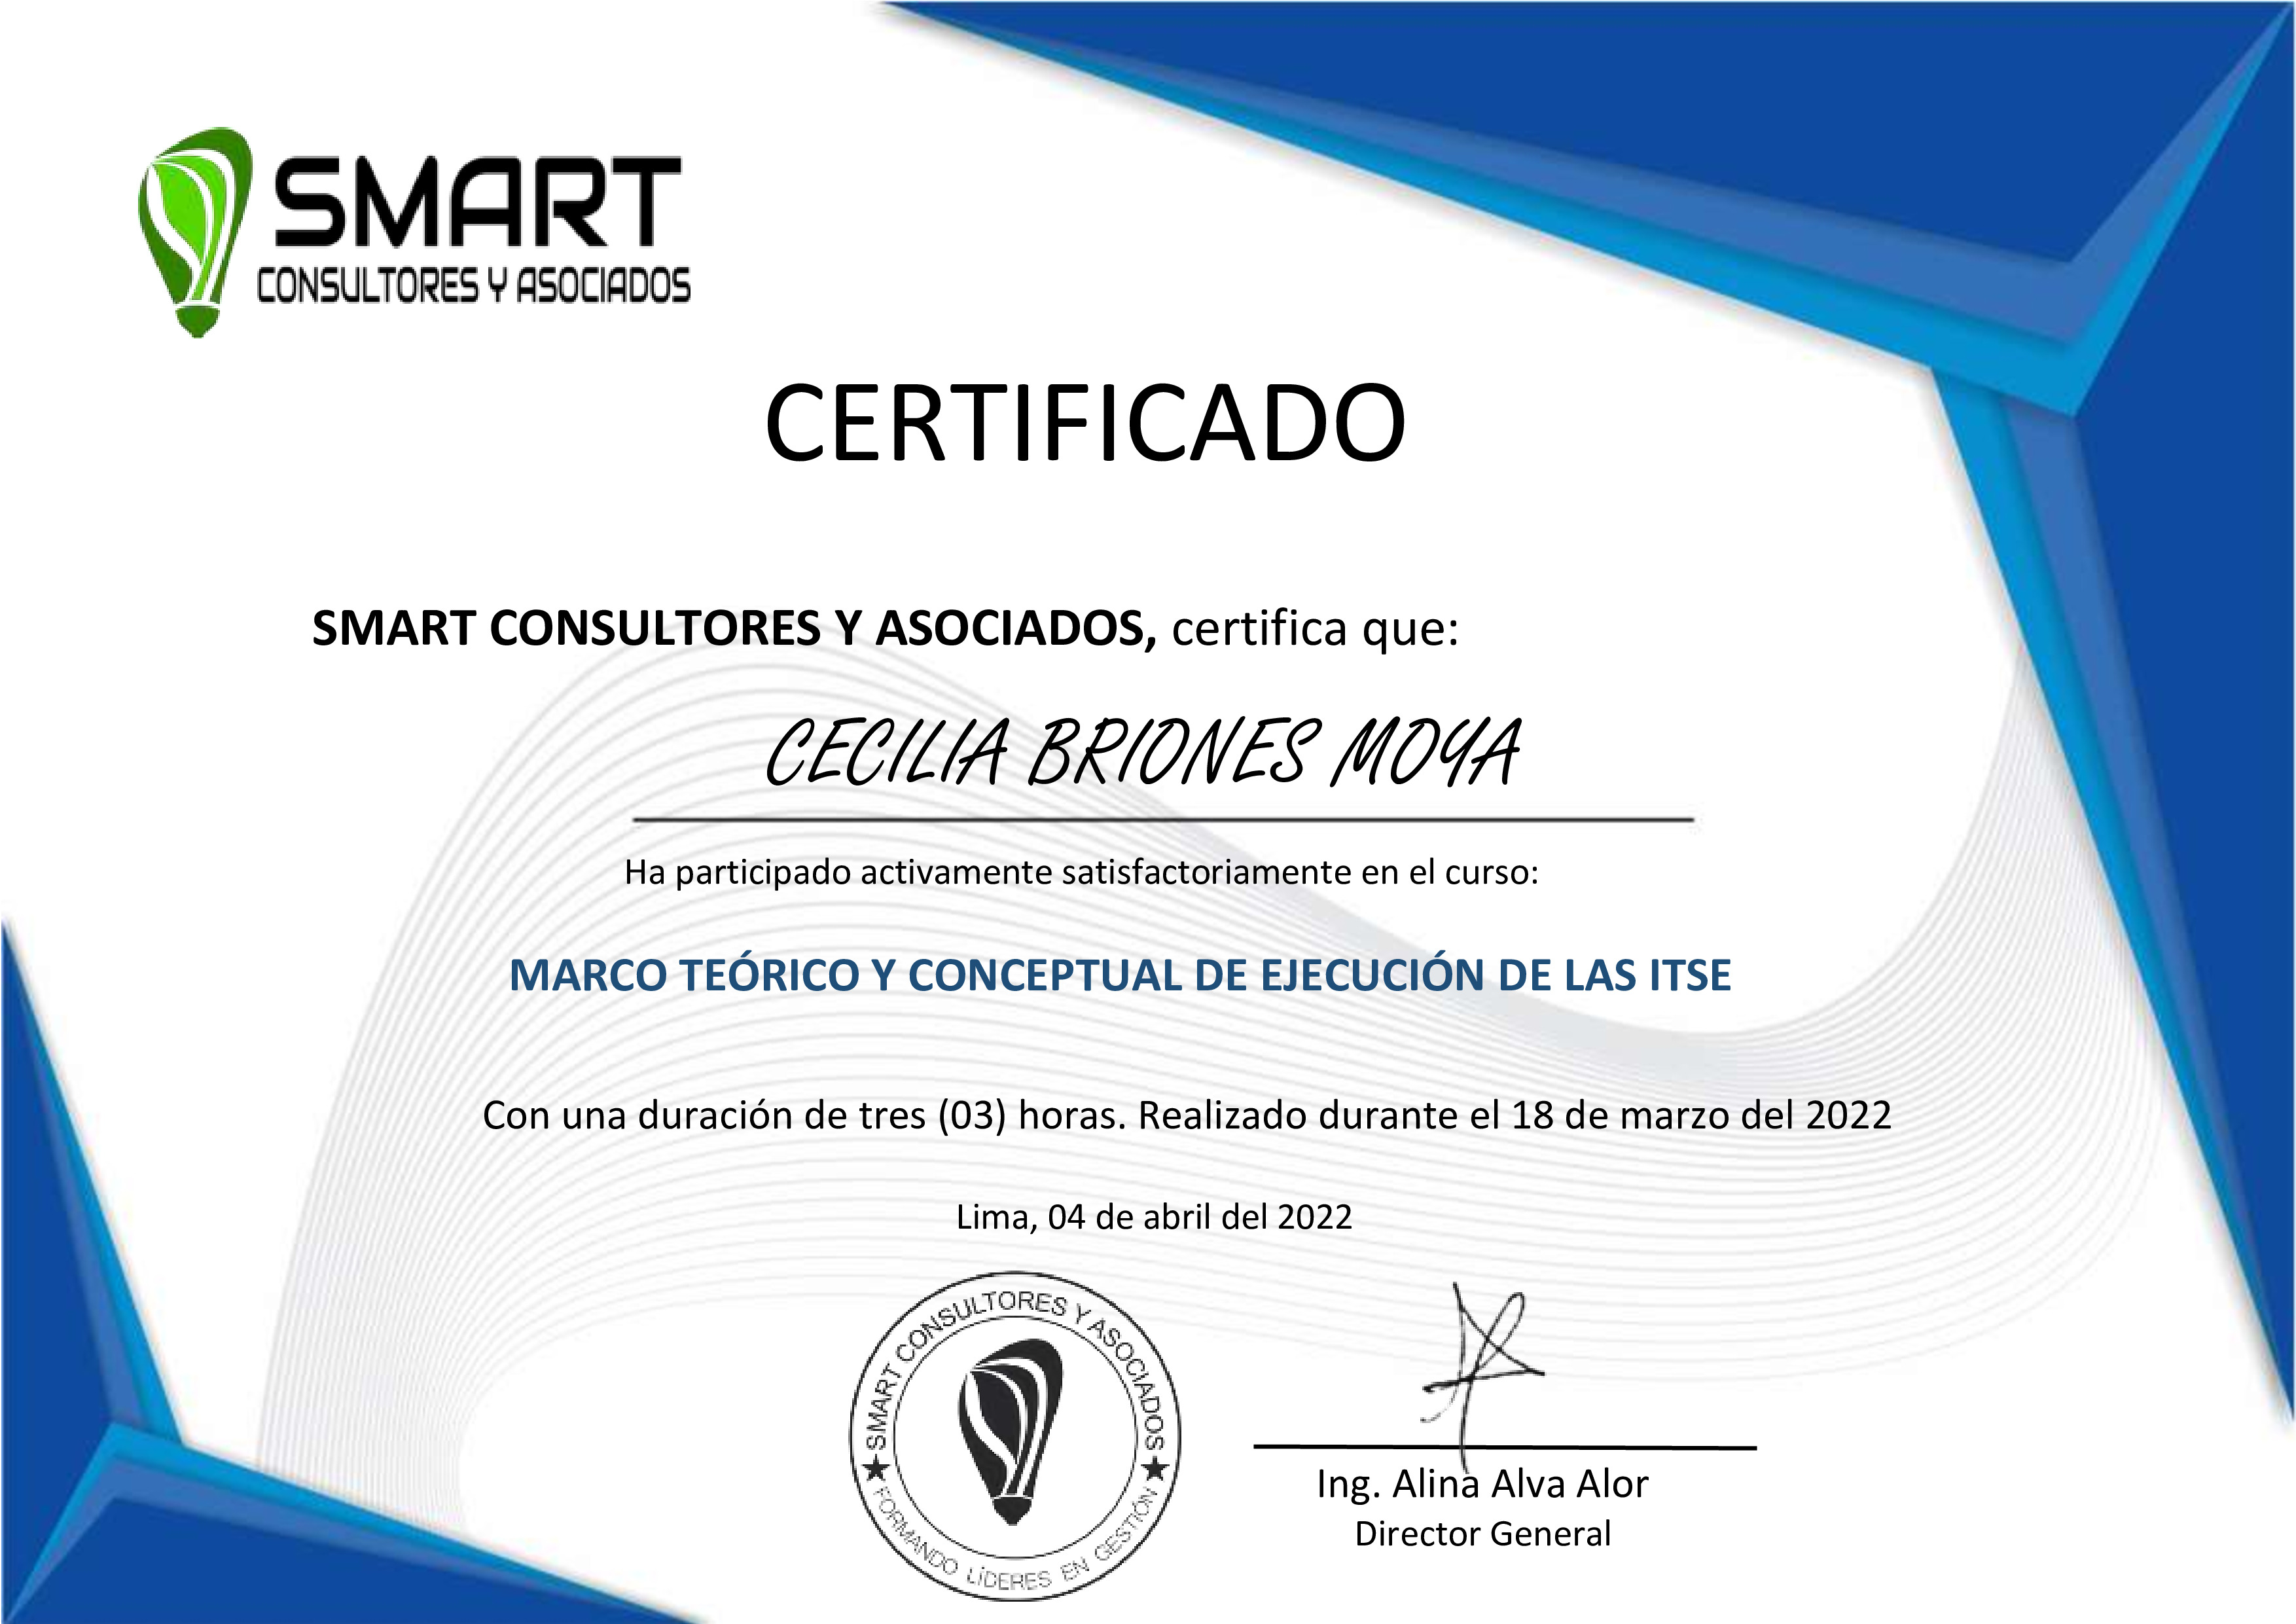 SMART
CONSULTORES Y ASOCIADOS
CERTIFICADO
SMART CONSULTORES Y ASOCIADOS, certifica que:
CECILIA BRIONES MOYA
Ha participado activamente satisfactoriamente en el curso:
MARCO TEÓRICO Y CONCEPTUAL DE EJECUCIÓN DE LAS ITSE
Con una duración de tres (03) horas. Realizado durante el 18 de marzo del 2022
Lima, 04 de abril del 2022
SMART CONSULTORES Y ASOCIADOS
FORMANDO LÍDERES EN GESTIÓN
Ing. Alina Alva Alor
Director General